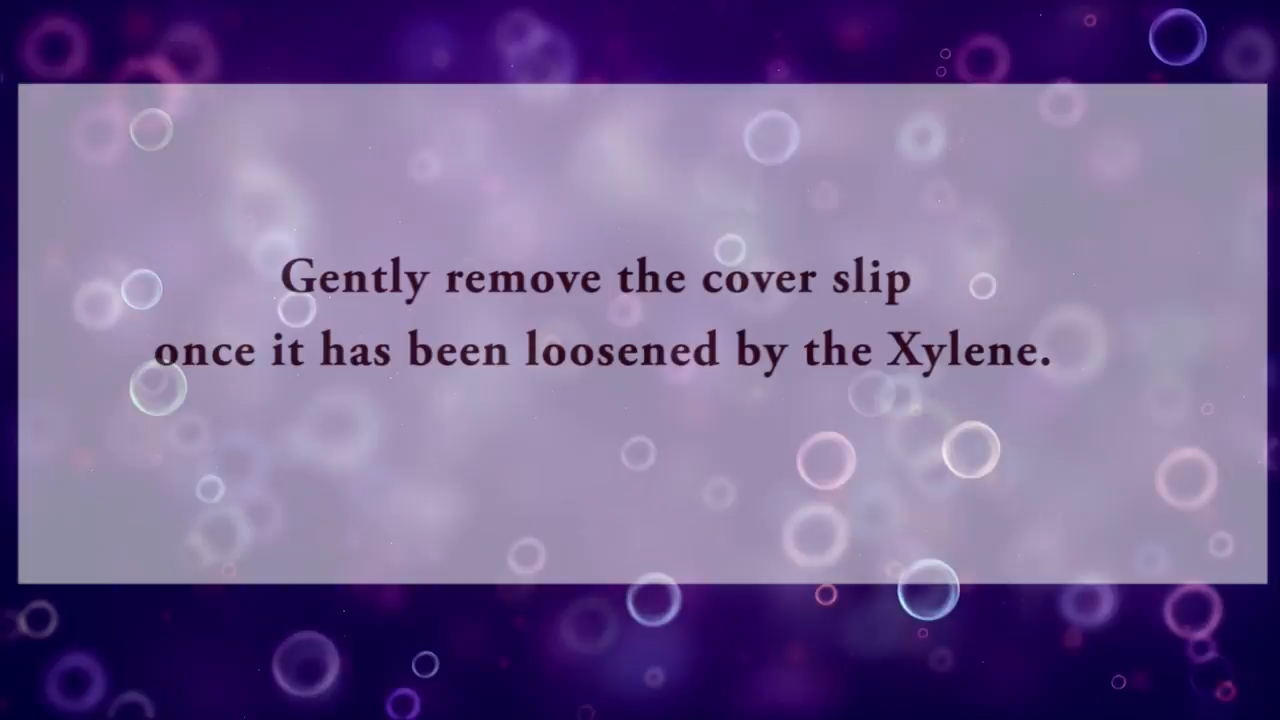 Gently remove the cover slip
once it has been loosened by the Xylene.